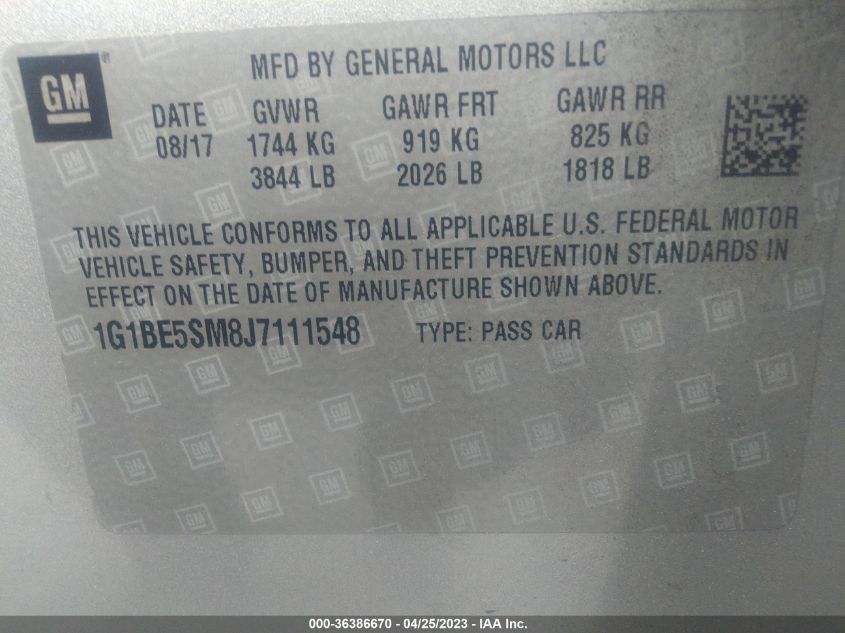 GM
MFD BY GENERAL MOTORS LLC
DATE GVWR GAWR FRT GAWR RR
08/17 1744 KG 919 KG 825 KG
3844 LB 2026 LB 1818 LB
THIS VEHICLE CONFORMS TO ALL APPLICABLE U.S. FEDERAL MOTOR
VEHICLE SAFETY, BUMPER, AND THEFT PREVENTION STANDARDS IN
EFFECT ON THE DATE OF MANUFACTURE SHOWN ABOVE.
1G1BE5SM8J7111548 TYPE: PASS CAR
000-36386670 - 04/25/2023 - IAA Inc.